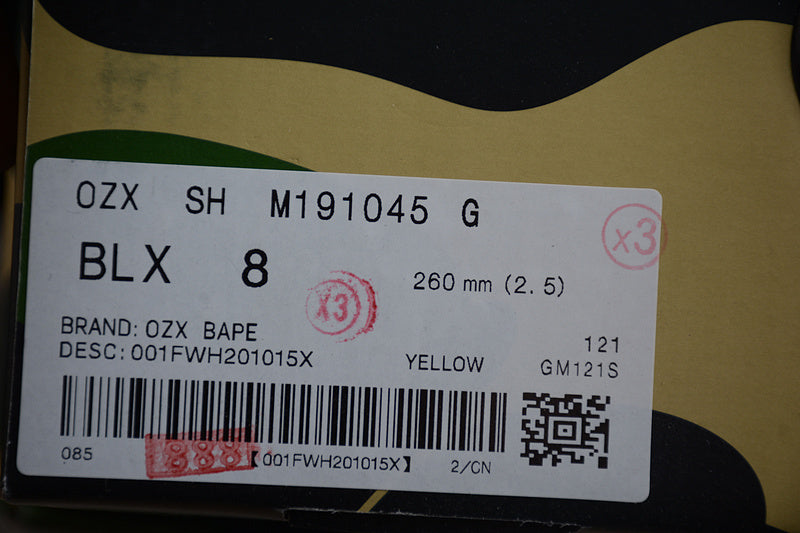 OZX SH M191045 G
BLX 8 260 mm (2.5)
x3
X3
BRAND: OZX BAPE 121
DESC: 001FWH201015X YELLOW GM121S
085 888 【001FWH201015X】 2/CN